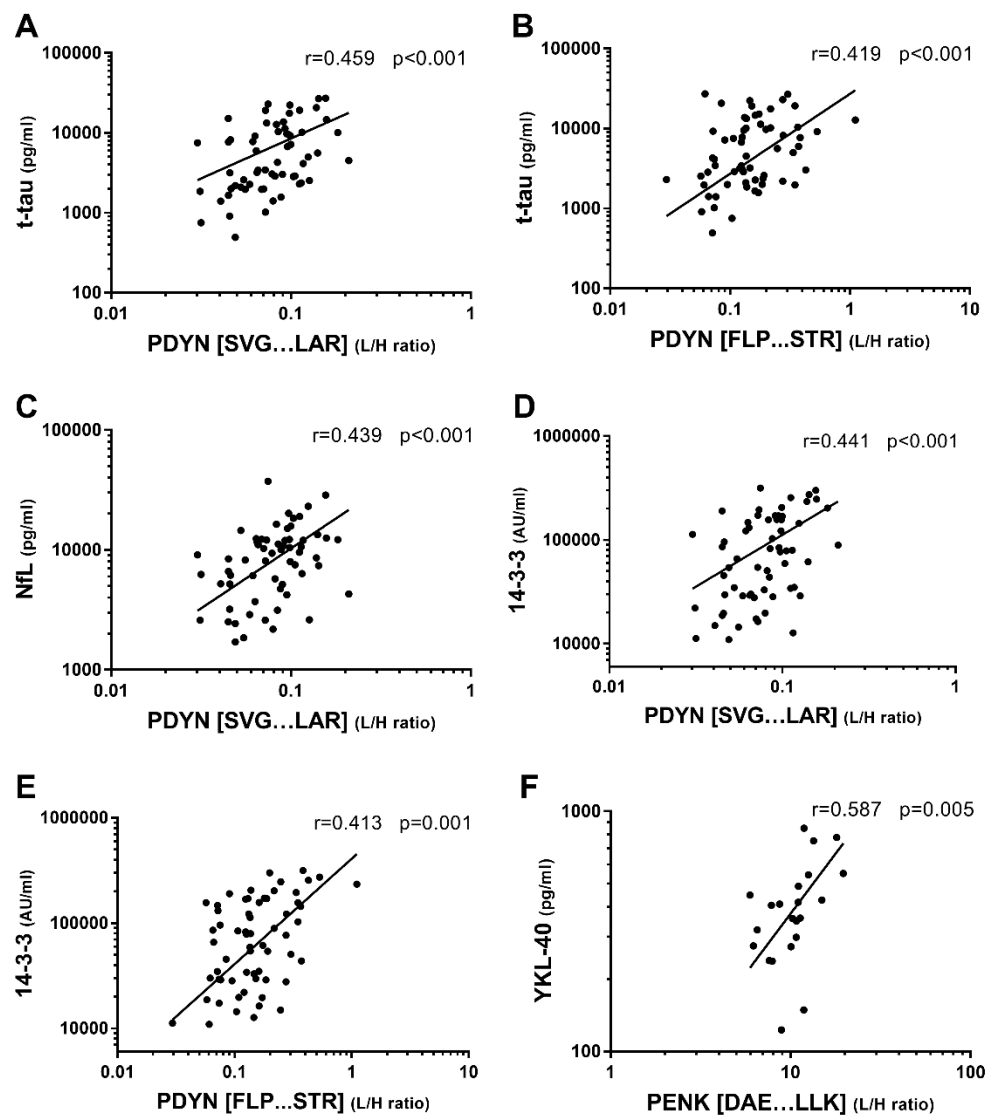 A
r=0.459 p<0.001
100000
10000
1000
100
t-tau (pg/ml)
0.01 0.1 1
PDYN [SVG...LAR] (L/H ratio)
B
r=0.419 p<0.001
100000
10000
1000
100
t-tau (pg/ml)
0.01 0.1 1 10
PDYN [FLP...STR] (L/H ratio)
C
r=0.439 p<0.001
100000
10000
1000
NfL (pg/ml)
0.01 0.1 1
PDYN [SVG...LAR] (L/H ratio)
D
r=0.441 p<0.001
1000000
100000
10000
14-3-3 (AU/ml)
0.01 0.1 1
PDYN [SVG...LAR] (L/H ratio)
E
r=0.413 p=0.001
1000000
100000
10000
14-3-3 (AU/ml)
0.01 0.1 1 10
PDYN [FLP...STR] (L/H ratio)
F
r=0.587 p=0.005
1000
100
YKL-40 (pg/ml)
1 10 100
PENK [DAE...LLK] (L/H ratio)